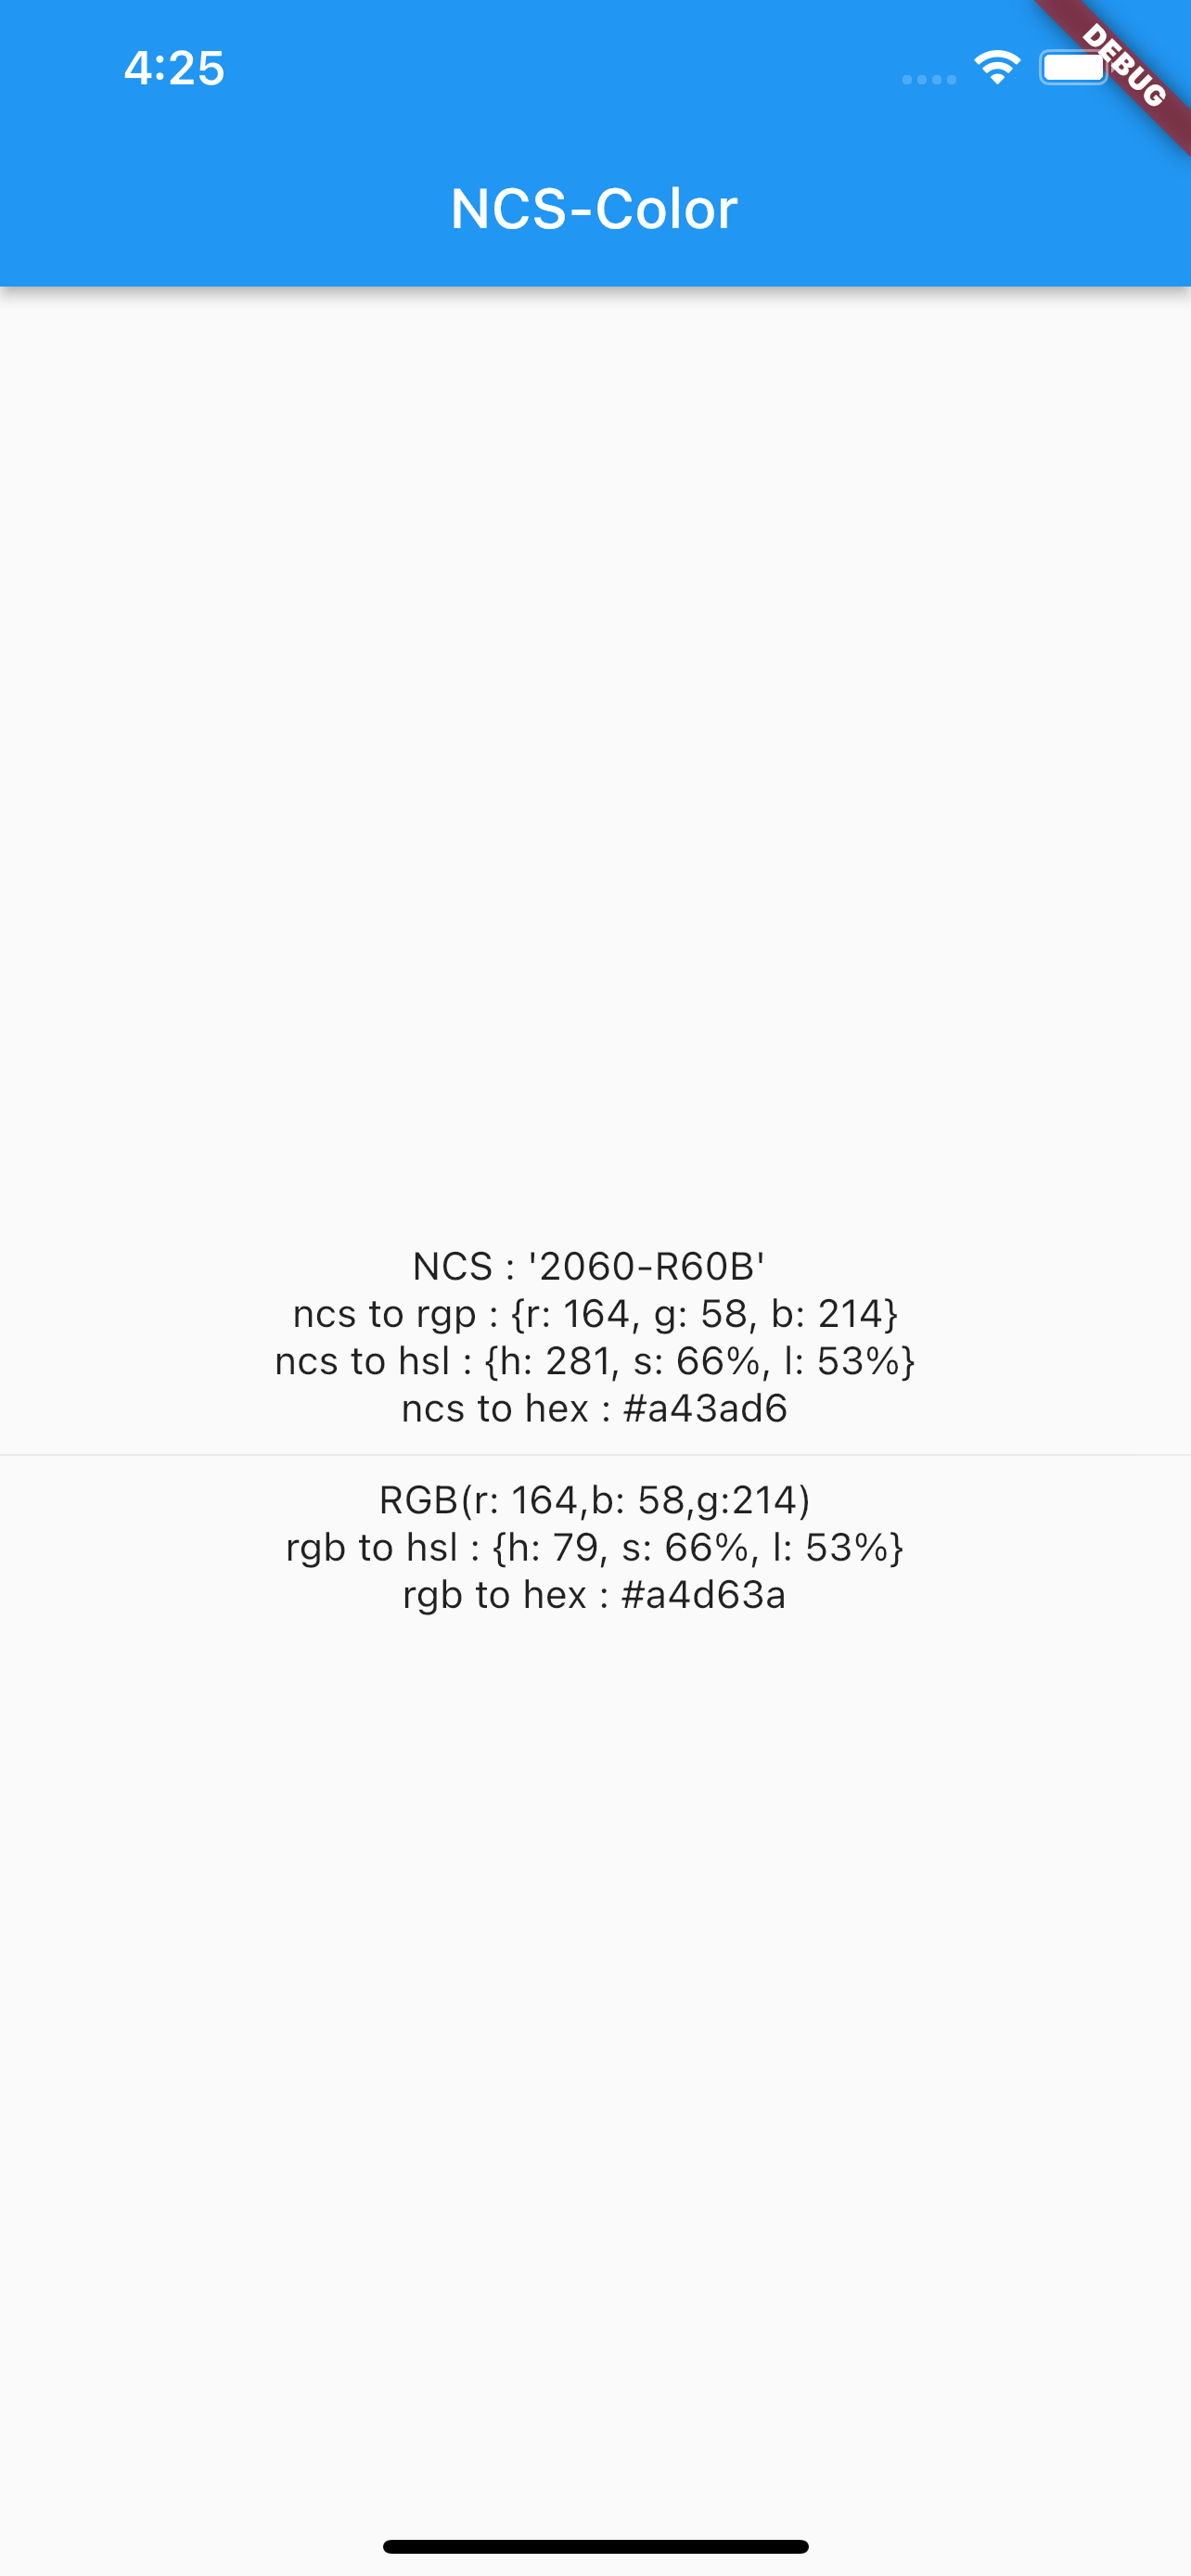 4:25
DEBUG
NCS-Color
NCS : '2060-R60B'
ncs to rgp : {r: 164, g: 58, b: 214}
ncs to hsl : {h: 281, s: 66%, l: 53%}
ncs to hex : #a43ad6
RGB(r: 164,b: 58,g:214)
rgb to hsl : {h: 79, s: 66%, l: 53%}
rgb to hex : #a4d63a